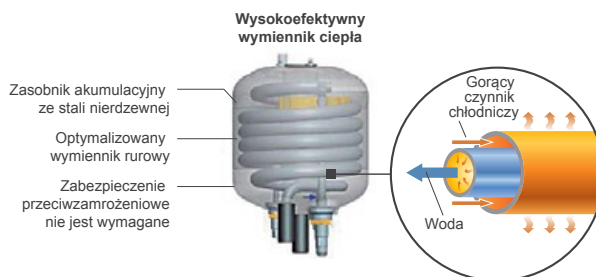 Wysokoefektywny
wymiennik ciepła
Zasobnik akumulacyjny
ze stali nierdzewnej
Optymalizowany
wymiennik rurowy
Zabezpieczenie
przeciwzamrożeniowe
nie jest wymagane
Gorący
czynnik
chłodniczy
Woda